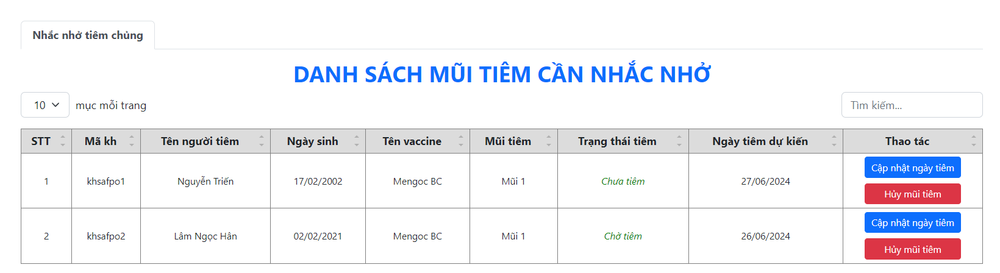 Nhắc nhở tiêm chủng
DANH SÁCH MŨI TIÊM CẦN NHẮC NHỞ
10 mục mỗi trang
Tìm kiếm...
STT Mã kh Tên người tiêm Ngày sinh Tên vaccine Mũi tiêm Trạng thái tiêm Ngày tiêm dự kiến Thao tác
1 khsafpo1 Nguyễn Triến 17/02/2002 Mengoc BC Mũi 1 Chưa tiêm 27/06/2024 Cập nhật ngày tiêm
Hủy mũi tiêm
2 khsafpo2 Lâm Ngọc Hân 02/02/2021 Mengoc BC Mũi 1 Chờ tiêm 26/06/2024 Cập nhật ngày tiêm
Hủy mũi tiêm